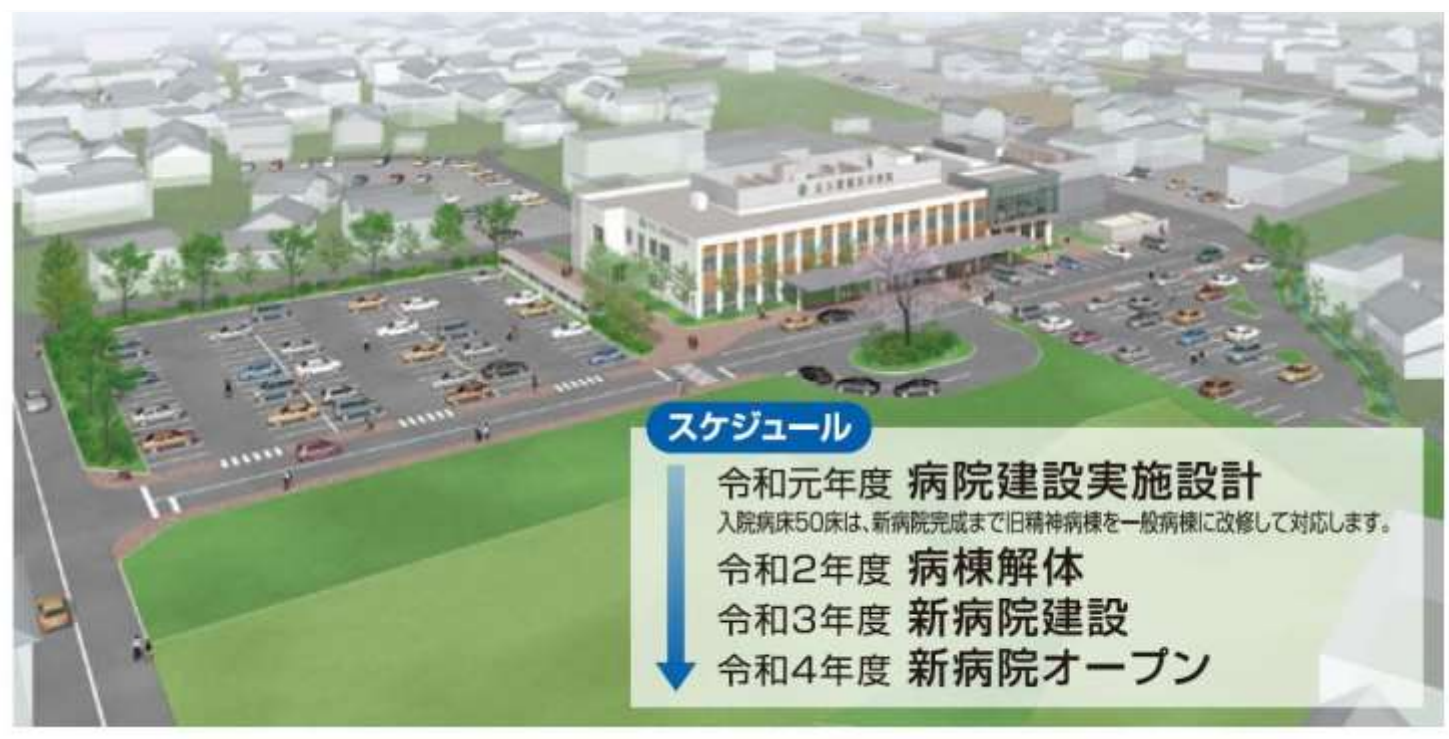 スケジュール
令和元年度 病院建設実施設計
入院病床50床は、新病院完成まで旧精神病棟を一般病棟に改修して対応します。
令和2年度 病棟解体
令和3年度 新病院建設
令和4年度 新病院オープン